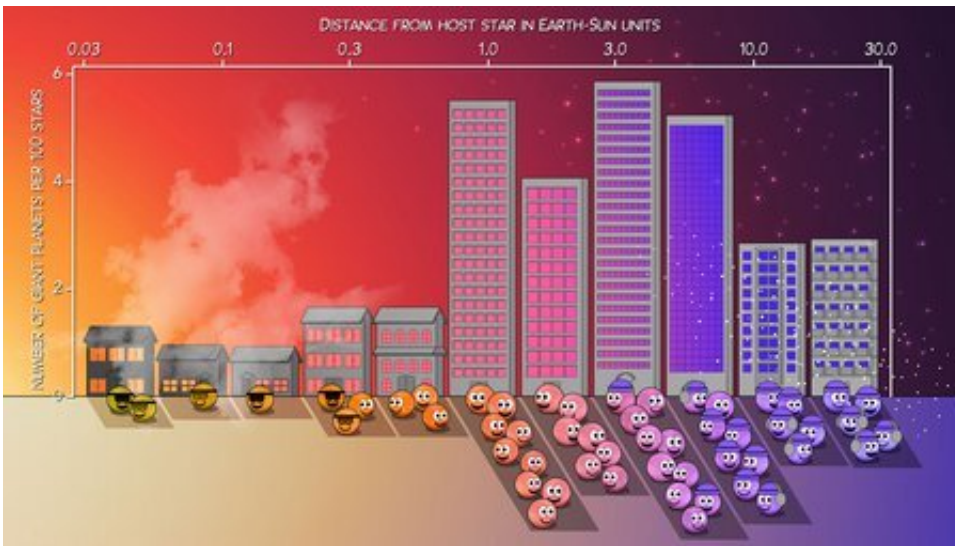 DISTANCE FROM HOST STAR IN EARTH-SUN UNITS
0.03 0.1 0.3 1.0 3.0 10.0 30.0
NUMBER OF GIANT PLANETS PER 100 STARS
6
4
2
0